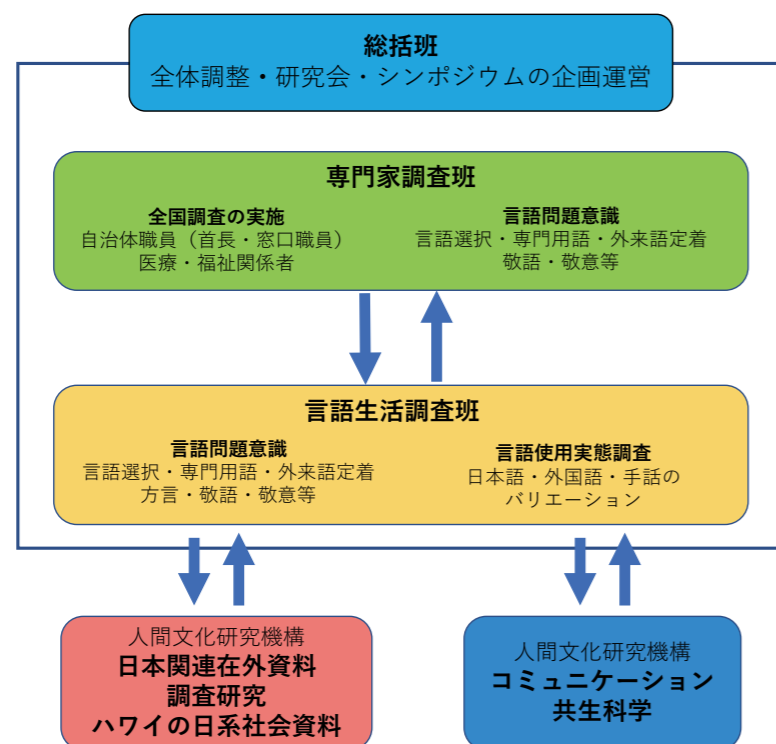 総括班
全体調整・研究会・シンポジウムの企画運営
専門家調査班
全国調査の実施
自治体職員（首長・窓口職員）
医療・福祉関係者
言語問題意識
言語選択・専門用語・外来語定着
敬語・敬意等
言語生活調査班
言語問題意識
言語選択・専門用語・外来語定着
方言・敬語・敬意等
言語使用実態調査
日本語・外国語・手話の
バリエーション
人間文化研究機構
日本関連在外資料
調査研究
ハワイの日系社会資料
人間文化研究機構
コミュニケーション
共生科学